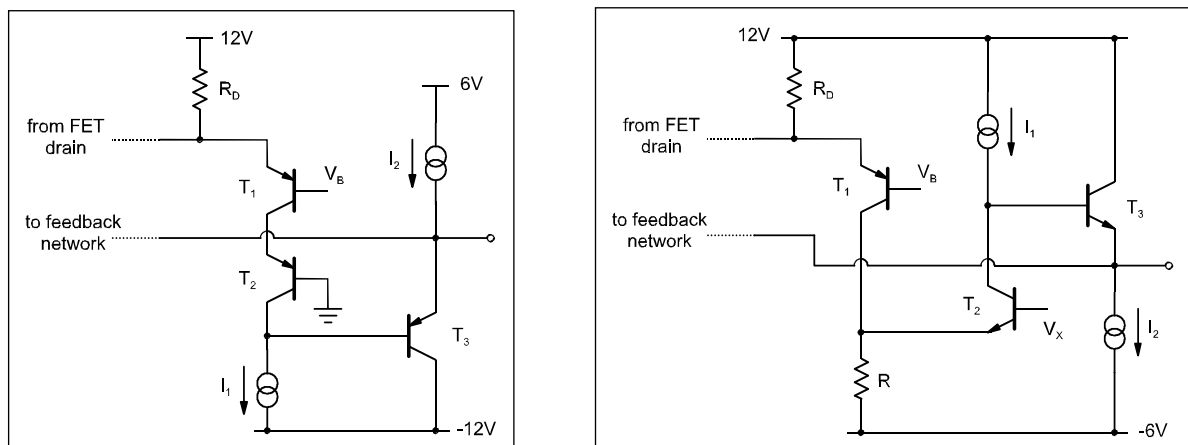 12V
6V
R_D
from FET
drain
I_2
V_B
T_1
to feedback
network
T_2
T_3
I_1
-12V
12V
R_D
from FET
drain
I_1
V_B
T_1
T_3
to feedback
network
T_2
V_X
I_2
R
-6V